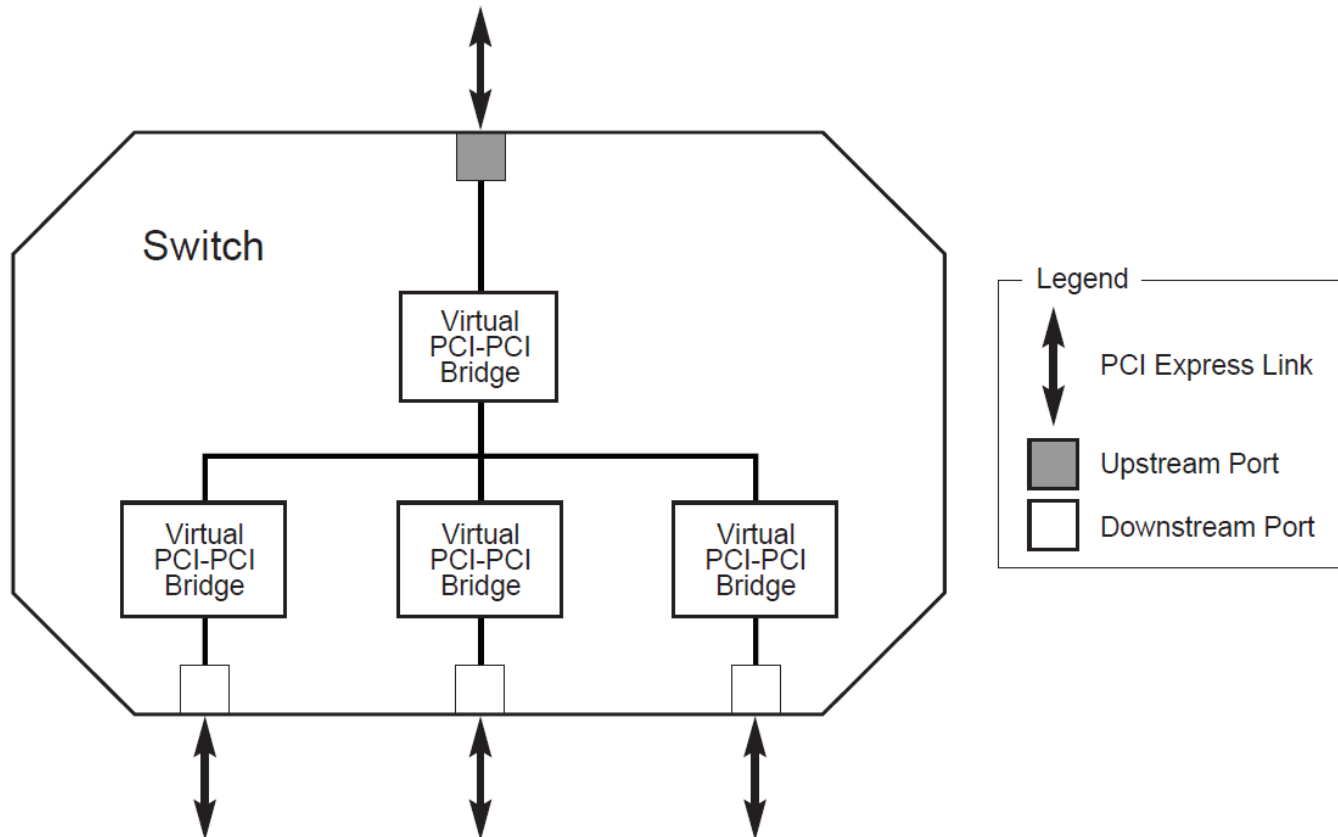 Switch
Virtual
PCI-PCI
Bridge
Virtual
PCI-PCI
Bridge
Virtual
PCI-PCI
Bridge
Virtual
PCI-PCI
Bridge
Legend
PCI Express Link
Upstream Port
Downstream Port